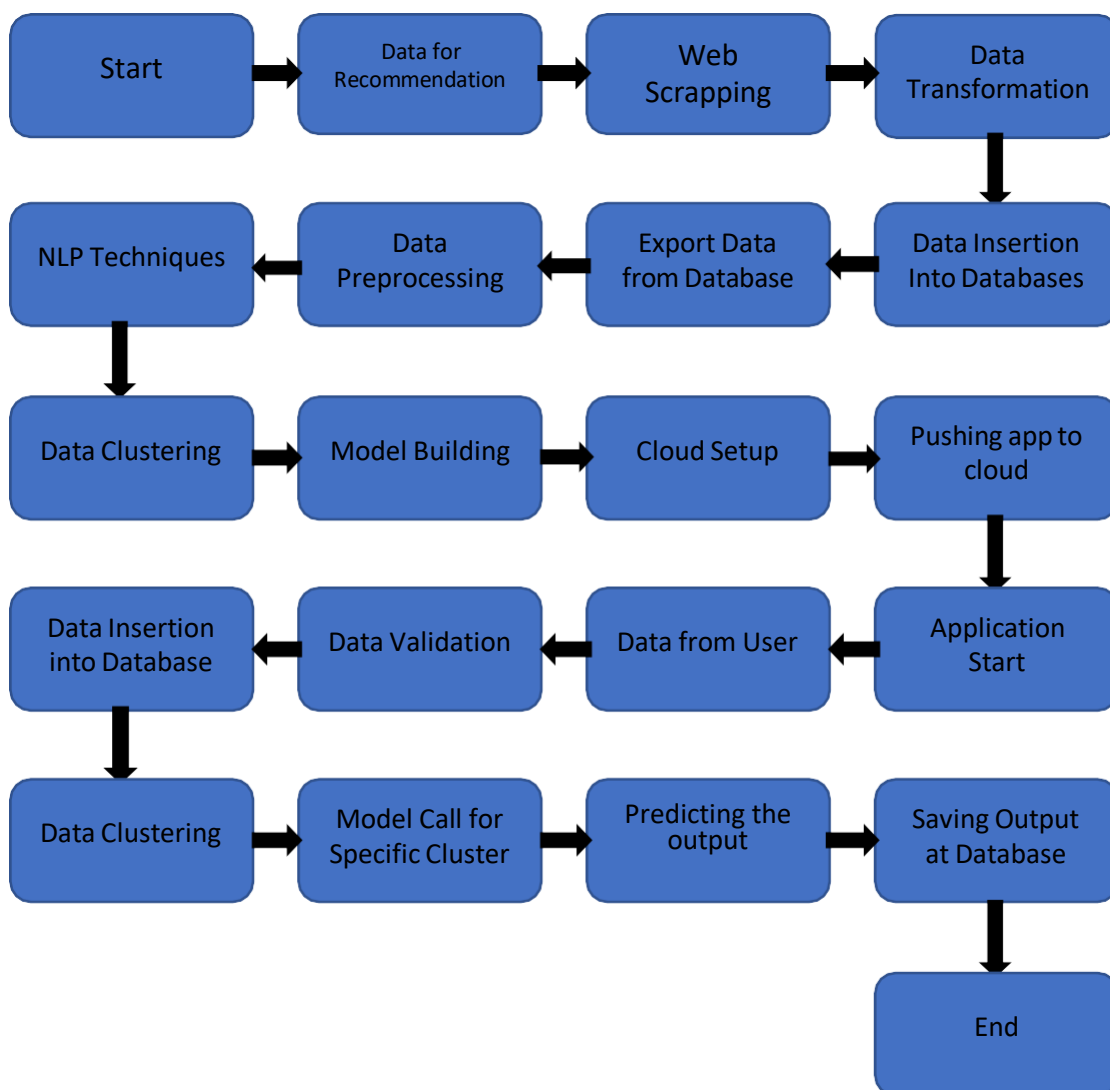 Start
Data for
Recommendation
Web
Scrapping
Data
Transformation
NLP Techniques
Data
Preprocessing
Export Data
from Database
Data Insertion
Into Databases
Data Clustering
Model Building
Cloud Setup
Pushing app to
cloud
Data Insertion
into Database
Data Validation
Data from User
Application
Start
Data Clustering
Model Call for
Specific Cluster
Predicting the
output
Saving Output
at Database
End